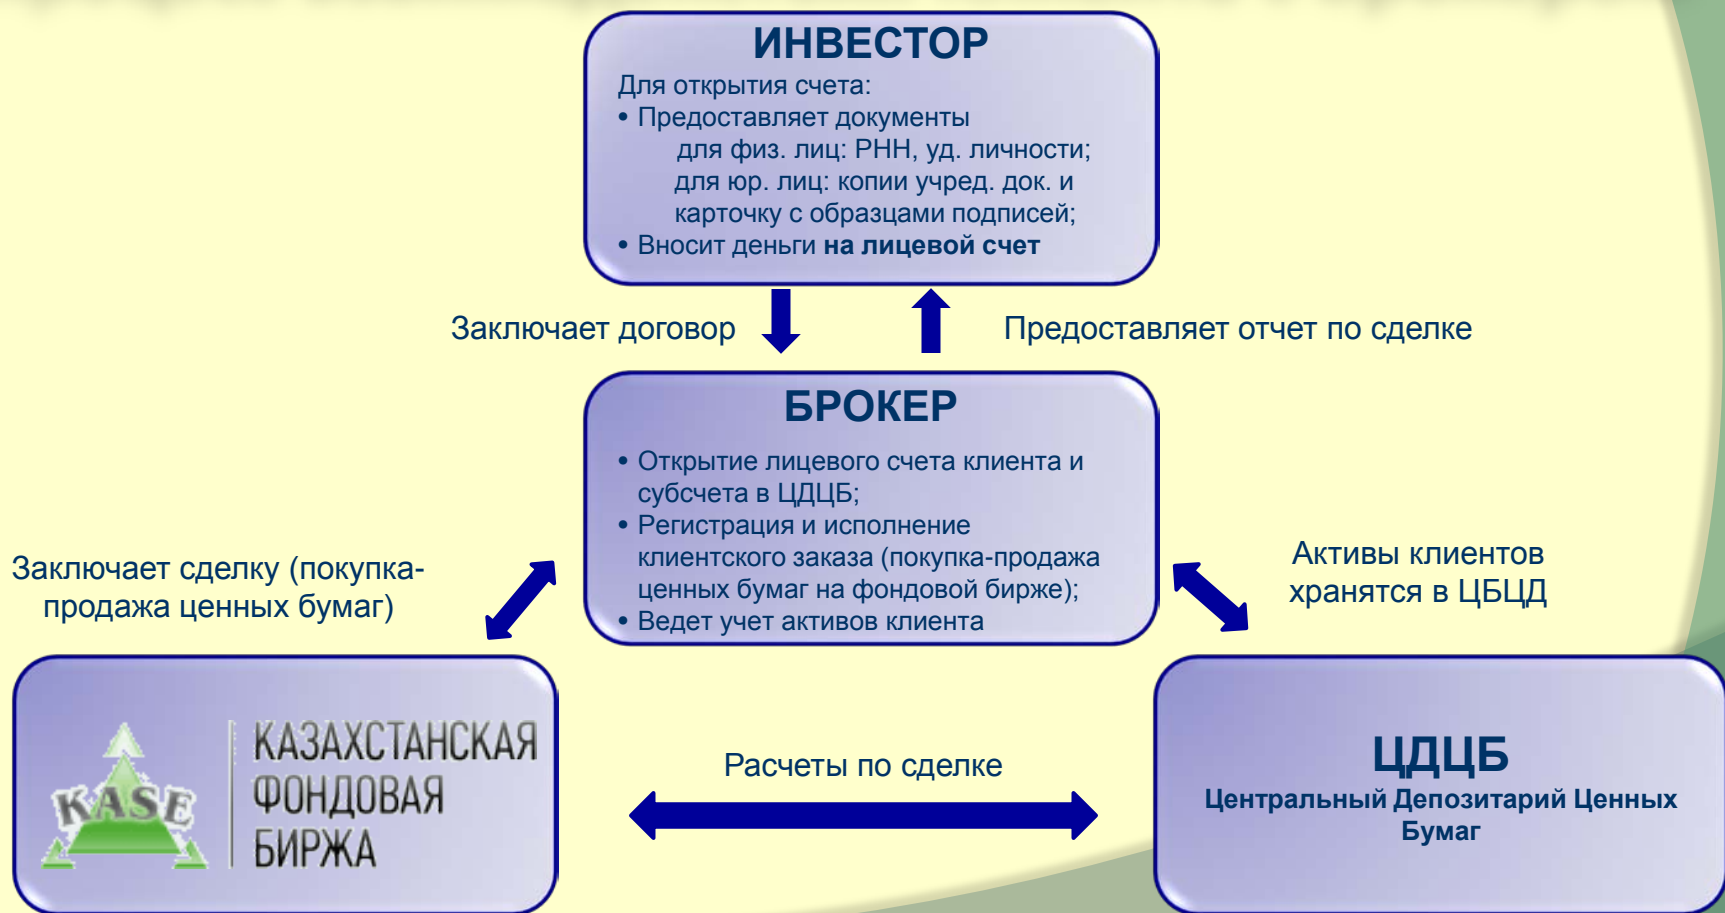 ИНВЕСТОР
Для открытия счета:
• Предоставляет документы
для физ. лиц: РНН, уд. личности;
для юр. лиц: копии учред. док. и
карточку с образцами подписей;
• Вносит деньги на лицевой счет
Заключает договор
Предоставляет отчет по сделке
БРОКЕР
• Открытие лицевого счета клиента и
субсчета в ЦДЦБ;
• Регистрация и исполнение
клиентского заказа (покупка-продажа
ценных бумаг на фондовой бирже);
• Ведет учет активов клиента
Заключает сделку (покупка-
продажа ценных бумаг)
Активы клиентов
хранятся в ЦБЦД
KASE
КАЗАХСТАНСКАЯ
ФОНДОВАЯ
БИРЖА
Расчеты по сделке
ЦДЦБ
Центральный Депозитарий Ценных
Бумаг